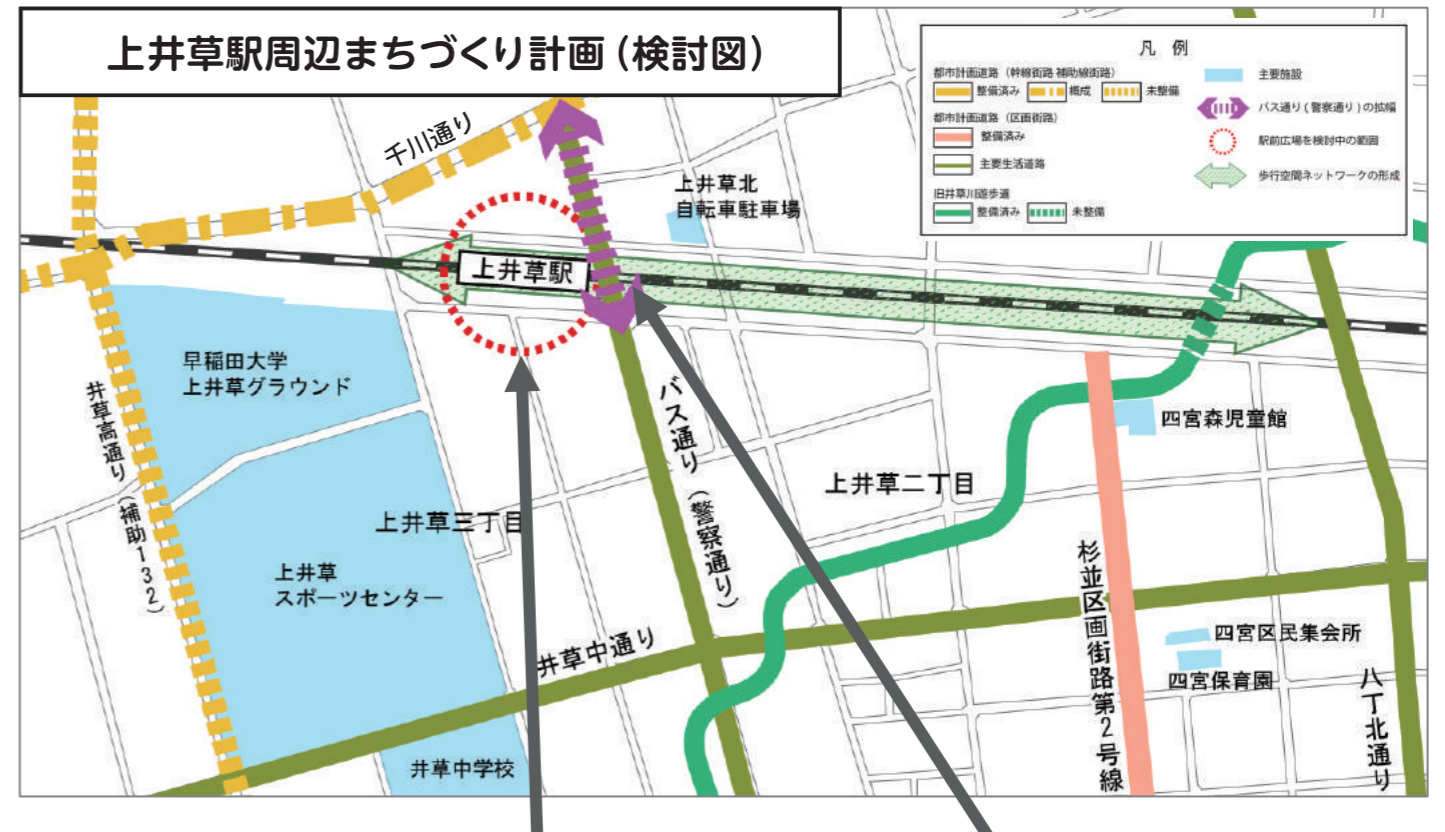 上井草駅周辺まちづくり計画（検討図）
凡 例
都市計画道路（幹線街路 補助線街路）
整備済み
概成
未整備
都市計画道路（区画街路）
整備済み
主要生活道路
旧井草川遊歩道
整備済み
未整備
主要施設
バス通り(警察通り)の拡幅
駅前広場を検討中の範囲
歩行空間ネットワークの形成
千川通り
上井草北
自転車駐車場
上井草駅
早稲田大学
上井草グラウンド
井草高通り（補助132）
バス通り（警察通り）
四宮森児童館
上井草二丁目
上井草三丁目
上井草
スポーツセンター
杉並区画街路第2号線
井草中通り
四宮区民集会所
四宮保育園
八丁北通り
井草中学校